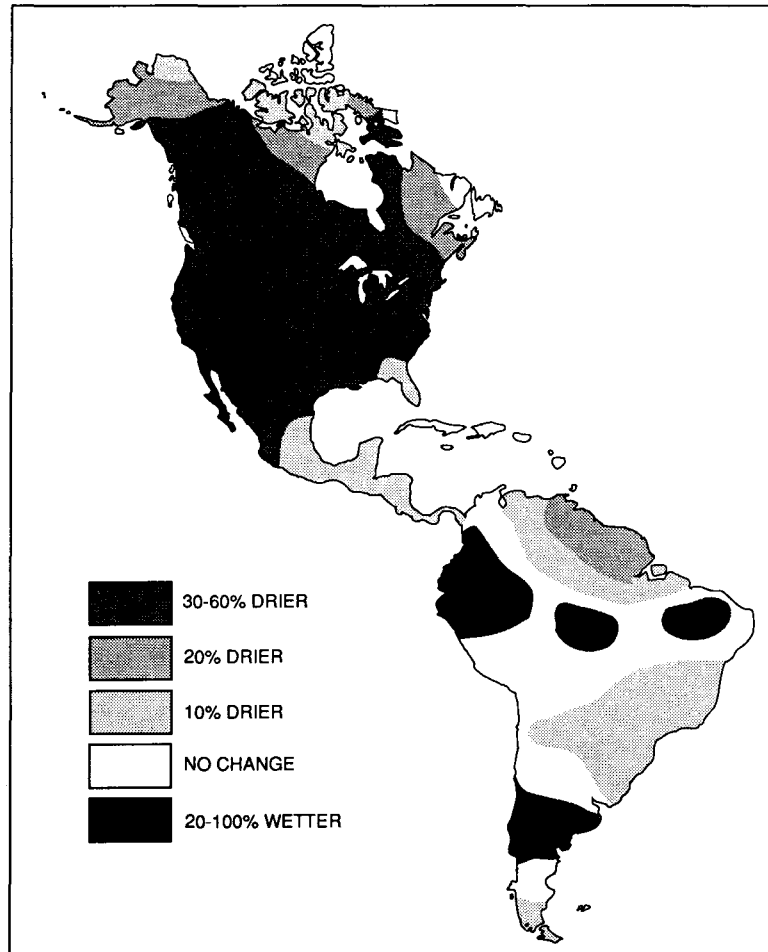 30-60% DRIER
20% DRIER
10% DRIER
NO CHANGE
20-100% WETTER